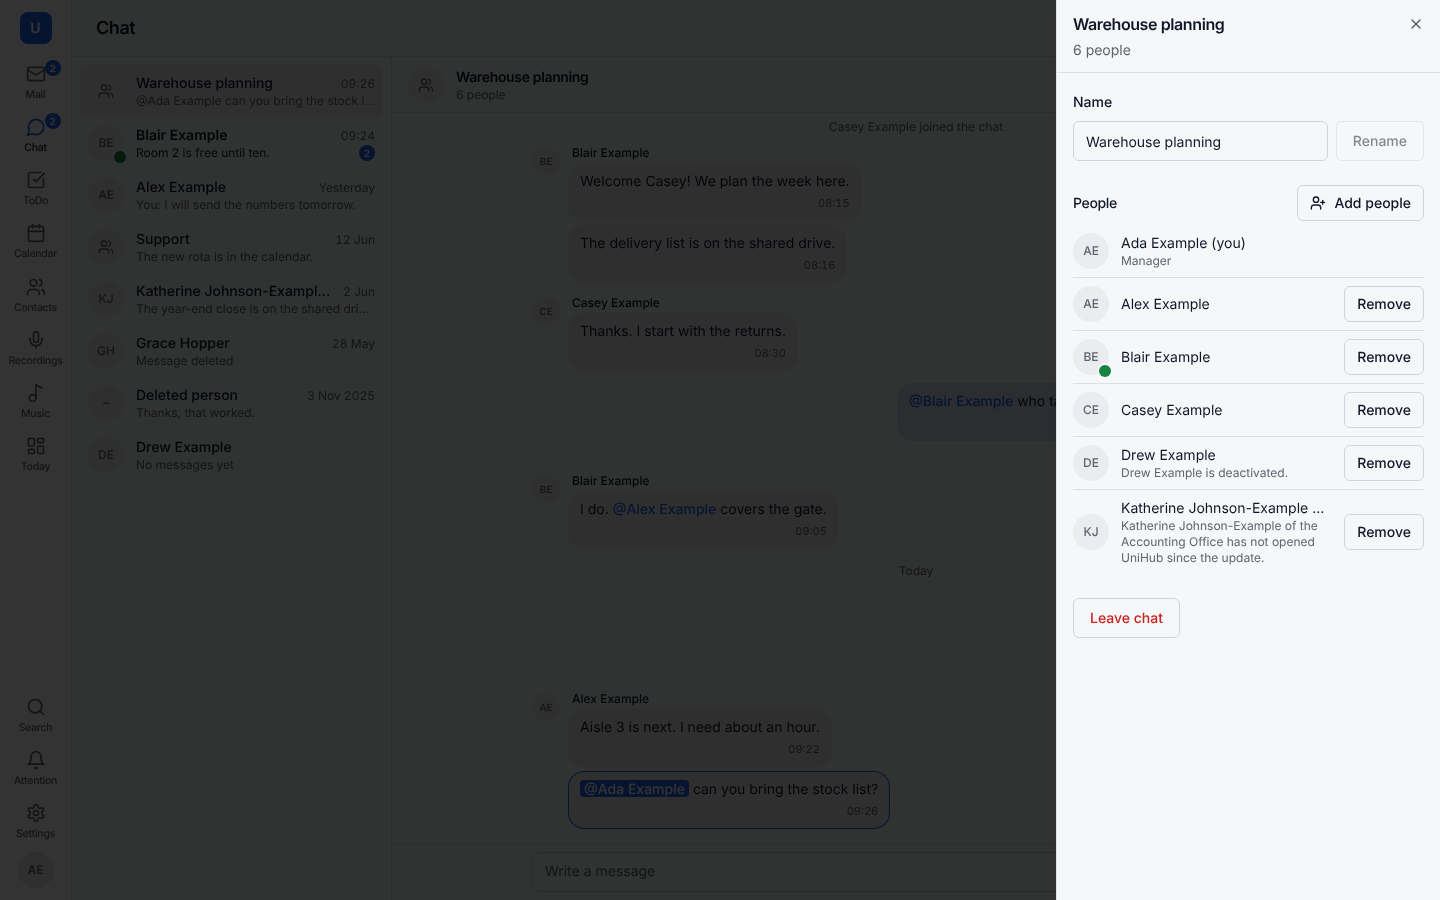 U
Mail
2
Chat
2
ToDo
Calendar
Contacts
Recordings
Music
Today
Search
Attention
Settings
AE
Chat
Warehouse planning
09:26
@Ada Example can you bring the stock l...
BE
Blair Example
09:24
Room 2 is free until ten.
2
AE
Alex Example
Yesterday
You: I will send the numbers tomorrow.
Support
12 Jun
The new rota is in the calendar.
KJ
Katherine Johnson-Exampl...
2 Jun
The year-end close is on the shared dri...
GH
Grace Hopper
28 May
Message deleted
–
Deleted person
3 Nov 2025
Thanks, that worked.
DE
Drew Example
No messages yet
Warehouse planning
6 people
Casey Example joined the chat
BE
Blair Example
Welcome Casey! We plan the week here.
08:15
The delivery list is on the shared drive.
08:16
CE
Casey Example
Thanks. I start with the returns.
08:30
@Blair Example who
BE
Blair Example
I do. @Alex Example covers the gate.
09:05
Today
AE
Alex Example
Aisle 3 is next. I need about an hour.
09:22
@Ada Example can you bring the stock list?
09:26
Write a message
Warehouse planning
6 people
Name
Warehouse planning
Rename
People
Add people
AE
Ada Example (you)
Manager
AE
Alex Example
Remove
BE
Blair Example
Remove
CE
Casey Example
Remove
DE
Drew Example
Drew Example is deactivated.
Remove
KJ
Katherine Johnson-Example ...
Katherine Johnson-Example of the
Accounting Office has not opened
UniHub since the update.
Remove
Leave chat